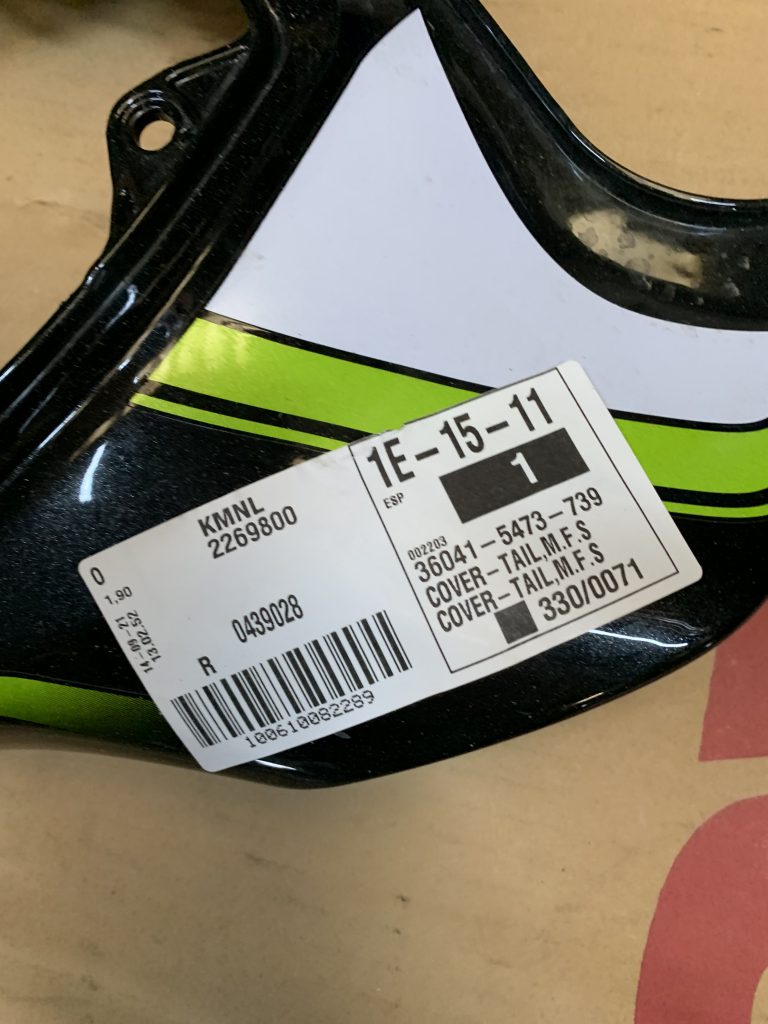 KMNL
2269800
0
1,90
14-09-21
13.02.52
R 0439028
100610082289
1E-15-11
ESP
1
002203
36041-5473-739
COVER-TAIL,M.F.S
COVER-TAIL,M.F.S
330/0071